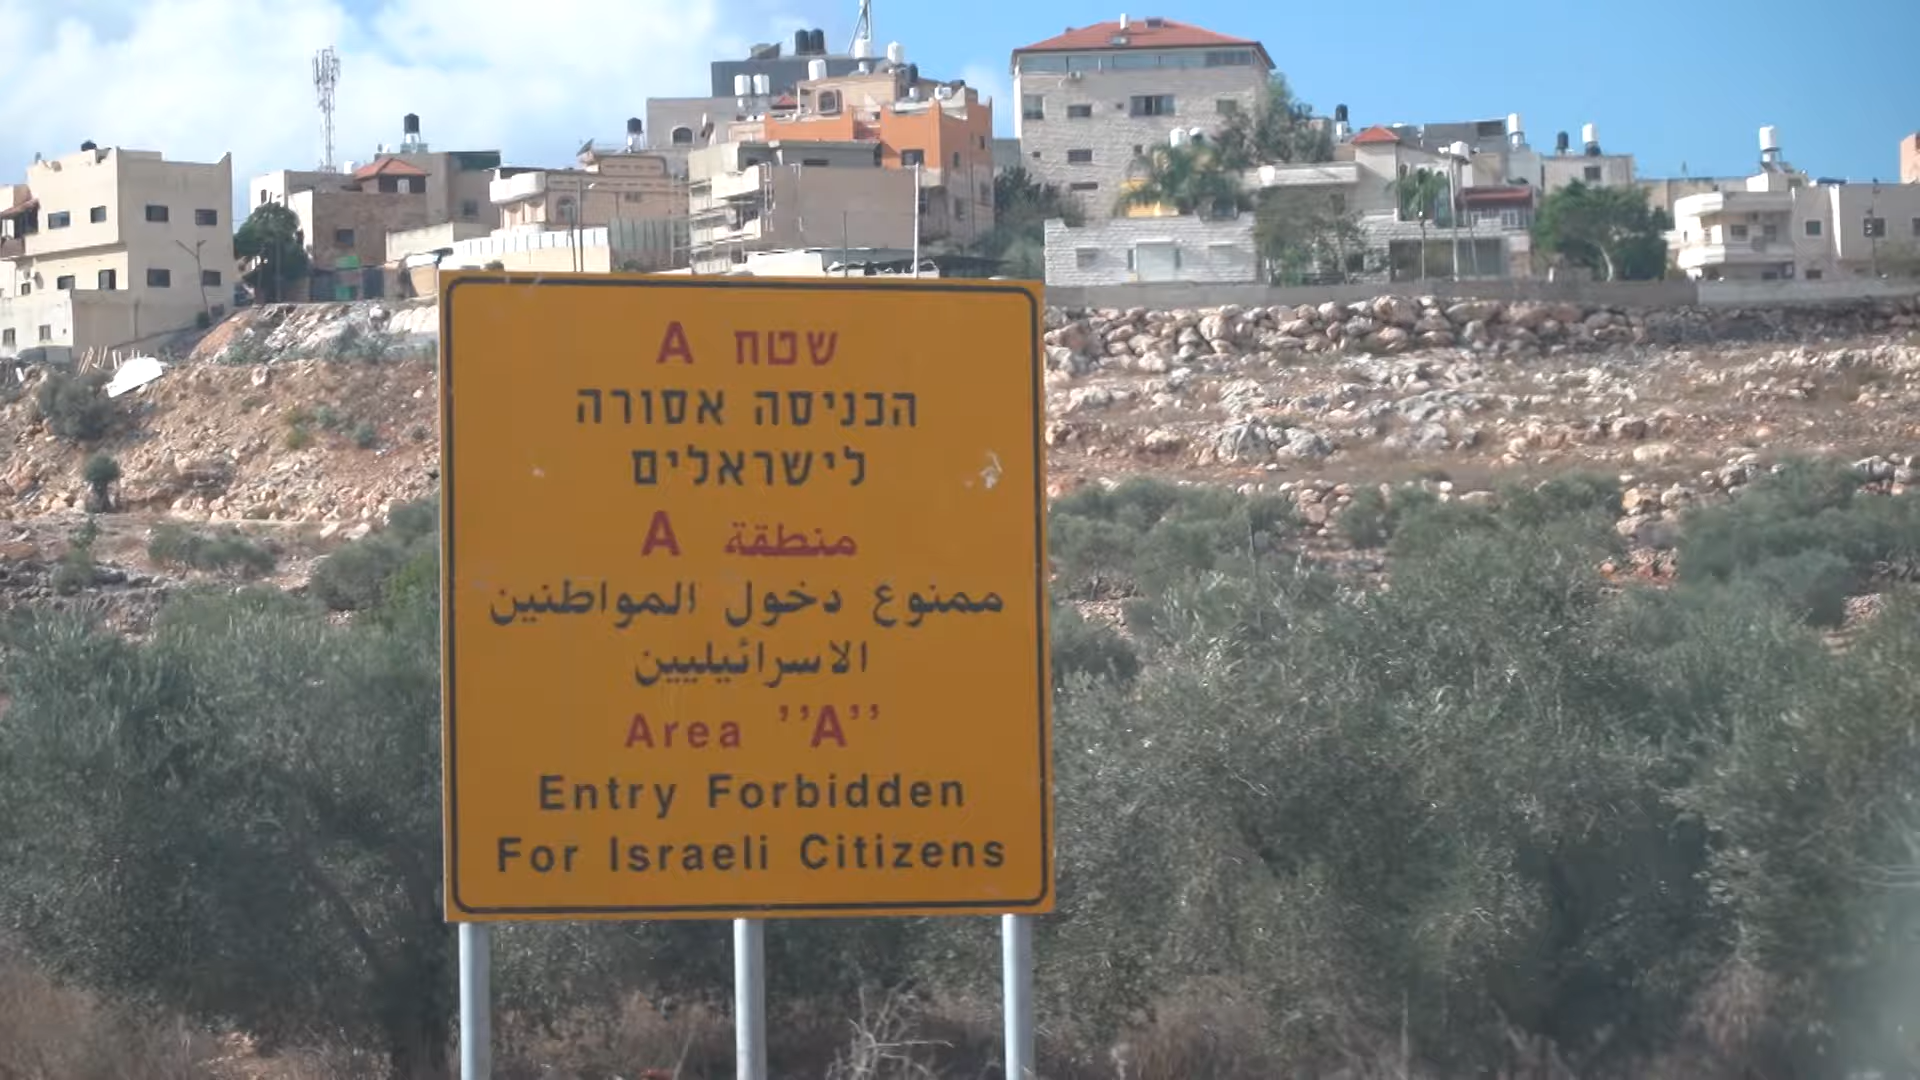 שטח A
הכניסה אסורה
לישראלים
منطقة A
ممنوع دخول المواطنين
الاسرائيليين
Area ’’A’’
Entry Forbidden
For Israeli Citizens